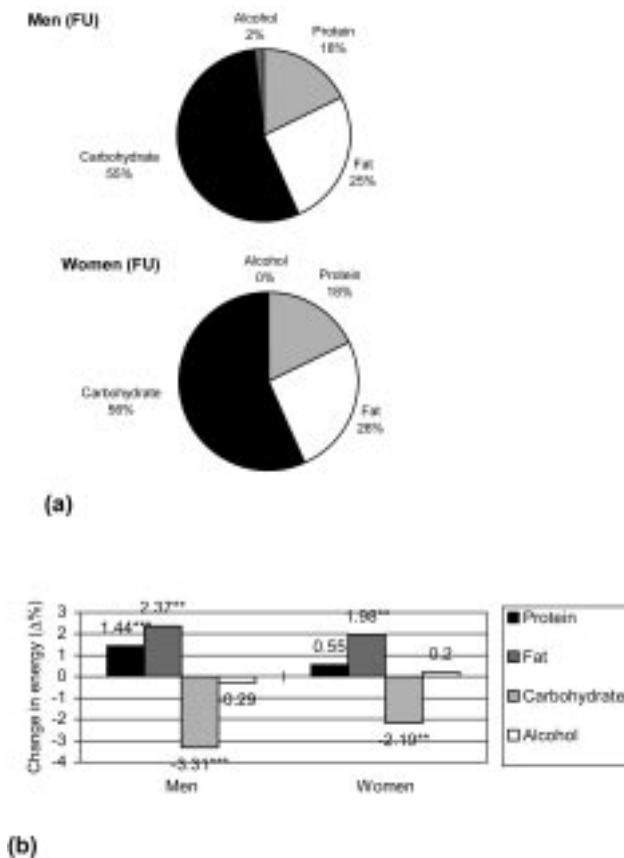 Men (FU)
Alcohol
2%
Protein
18%
Carbohydrate
55%
Fat
25%
Women (FU)
Alcohol
0%
Protein
18%
Carbohydrate
56%
Fat
26%
(a)
Change in energy (Δ%)
3
2
1
0
-1
-2
-3
-4
2.37**
-3.31***
-0.29
0.55
1.98**
-2.19**
0.2
Men
Women
Protein
Fat
Carbohydrate
Alcohol
(b)